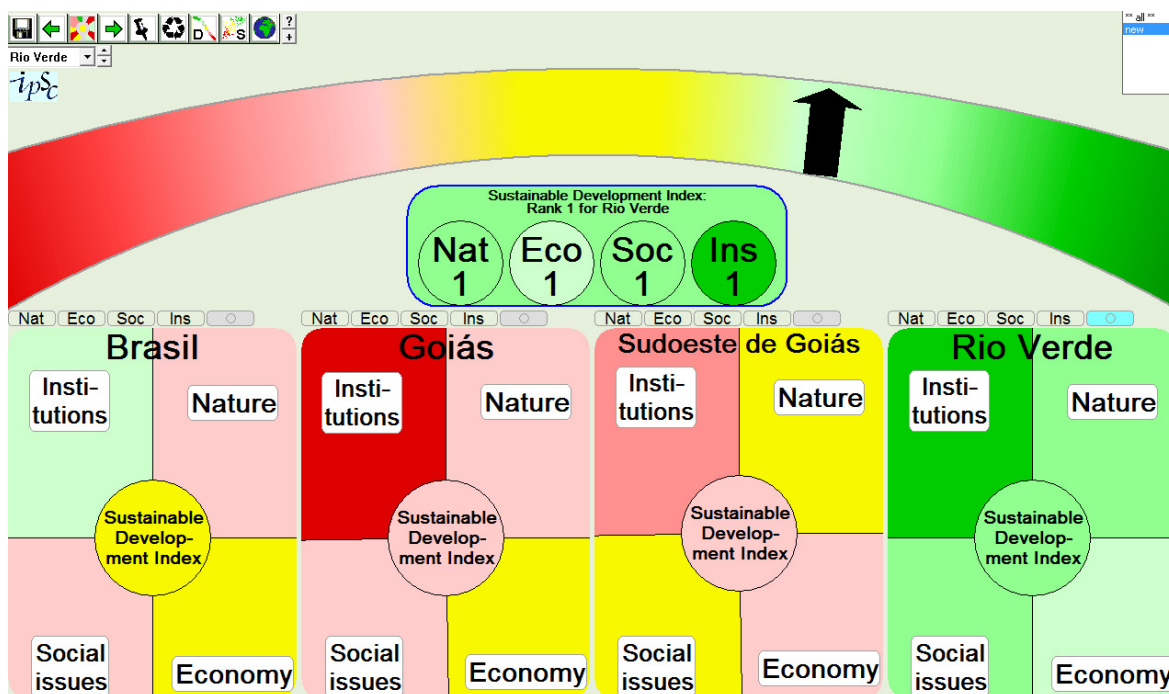 D
S
?
+
** all **
new
Rio Verde
ipSc
Sustainable Development Index:
Rank 1 for Rio Verde
Nat
1
Eco
1
Soc
1
Ins
1
Nat Eco Soc Ins
Nat Eco Soc Ins
Nat Eco Soc Ins
Nat Eco Soc Ins
Brasil
Insti-
tutions
Nature
Sustainable
Develop-
ment Index
Social
issues
Economy
Goiás
Insti-
tutions
Nature
Sustainable
Develop-
ment Index
Social
issues
Economy
Sudoeste de Goiás
Insti-
tutions
Nature
Sustainable
Develop-
ment Index
Social
issues
Economy
Rio Verde
Insti-
tutions
Nature
Sustainable
Develop-
ment Index
Social
issues
Economy